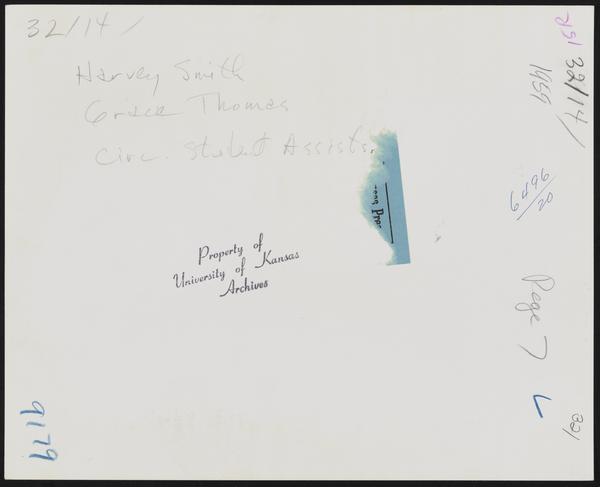 32/14/
Harvey Smith
Grace Thomas
Circ. Student Assists.
Property of
University of Kansas
Archives
1959
32/14/
6496/20
Page 7
L
32/
9179